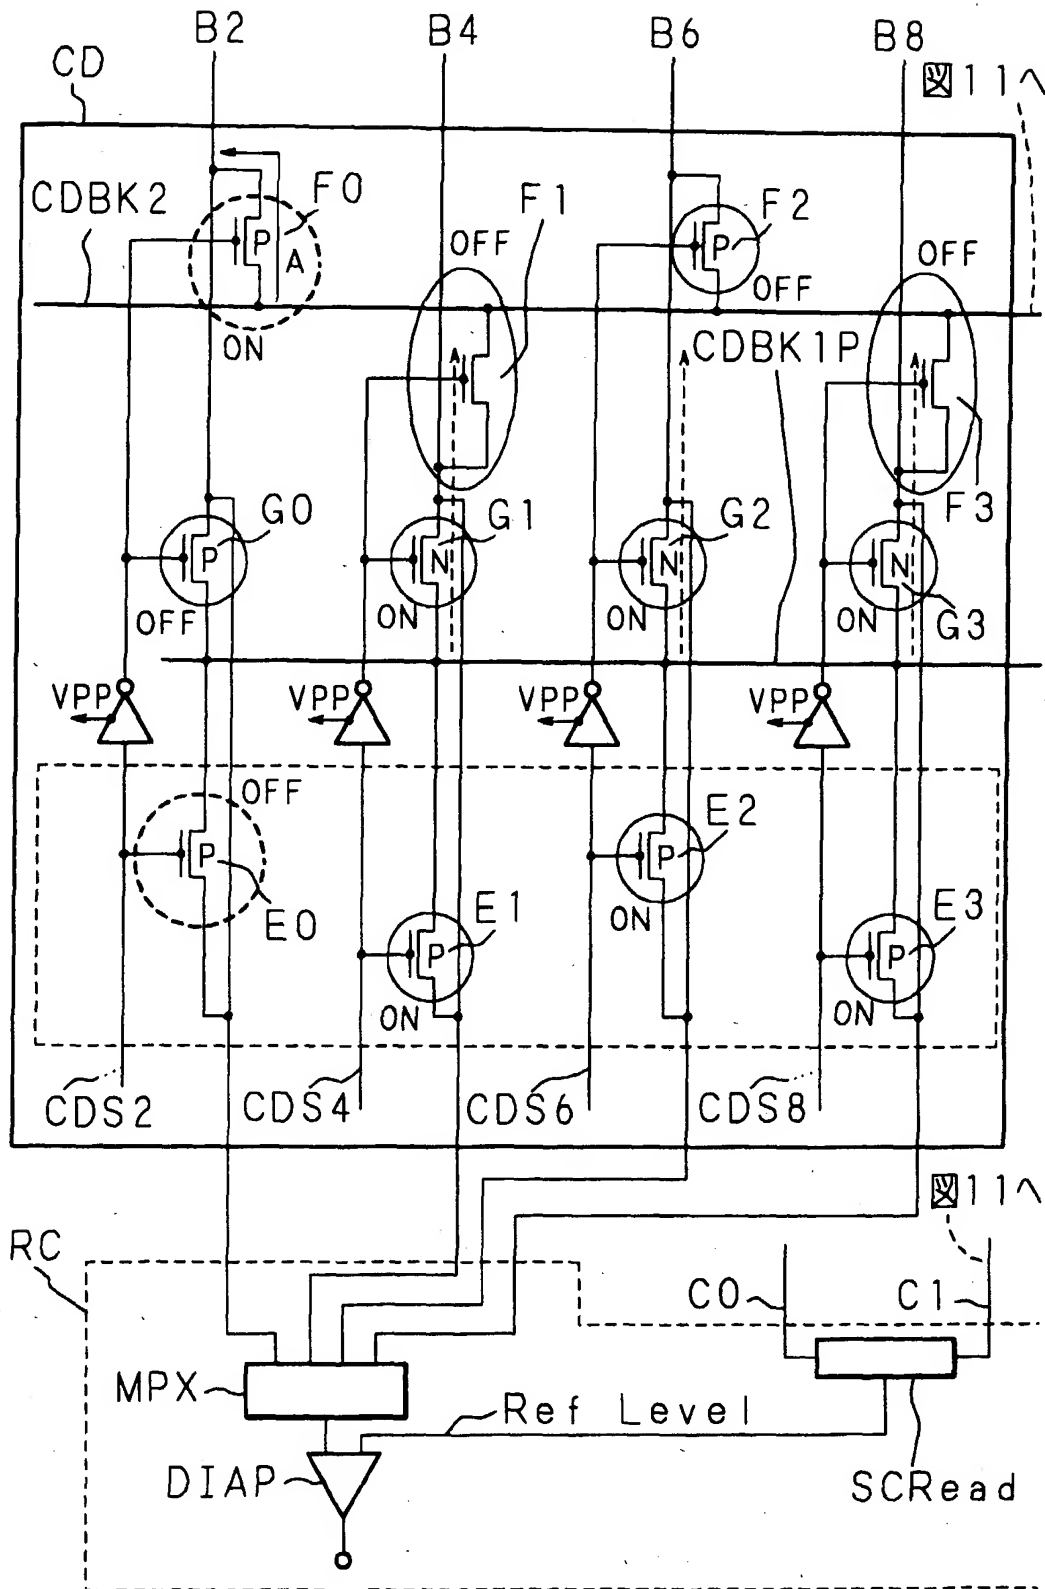 B2
B4
B6
B8
CD
図11へ
CDBK2
F0
F1
F2
P
A
OFF
P
OFF
OFF
ON
CDBK1P
G0
G1
G2
F3
P
N
N
N
OFF
ON
ON
ON
G3
VPP
VPP
VPP
VPP
OFF
E2
P
P
E0
E1
ON
E3
P
P
ON
ON
CDS2
CDS4
CDS6
CDS8
図11へ
RC
C0
C1
MPX
Ref Level
DIAP
SCRead